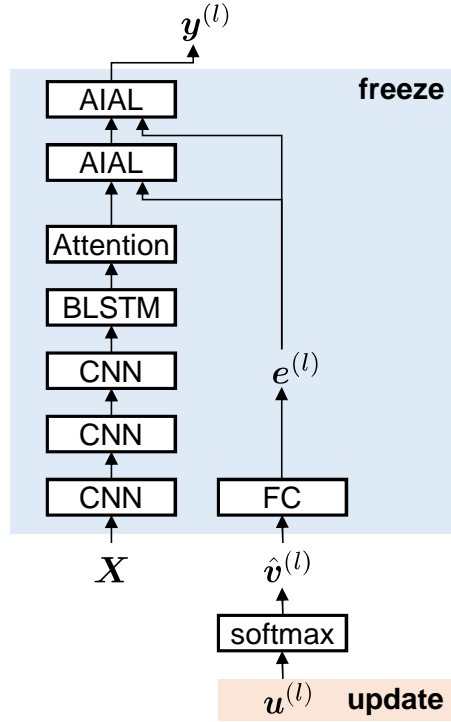 y^(l)
freeze
AIAL
AIAL
Attention
BLSTM
CNN
e^(l)
CNN
CNN
FC
X
v̂^(l)
softmax
u^(l)
update